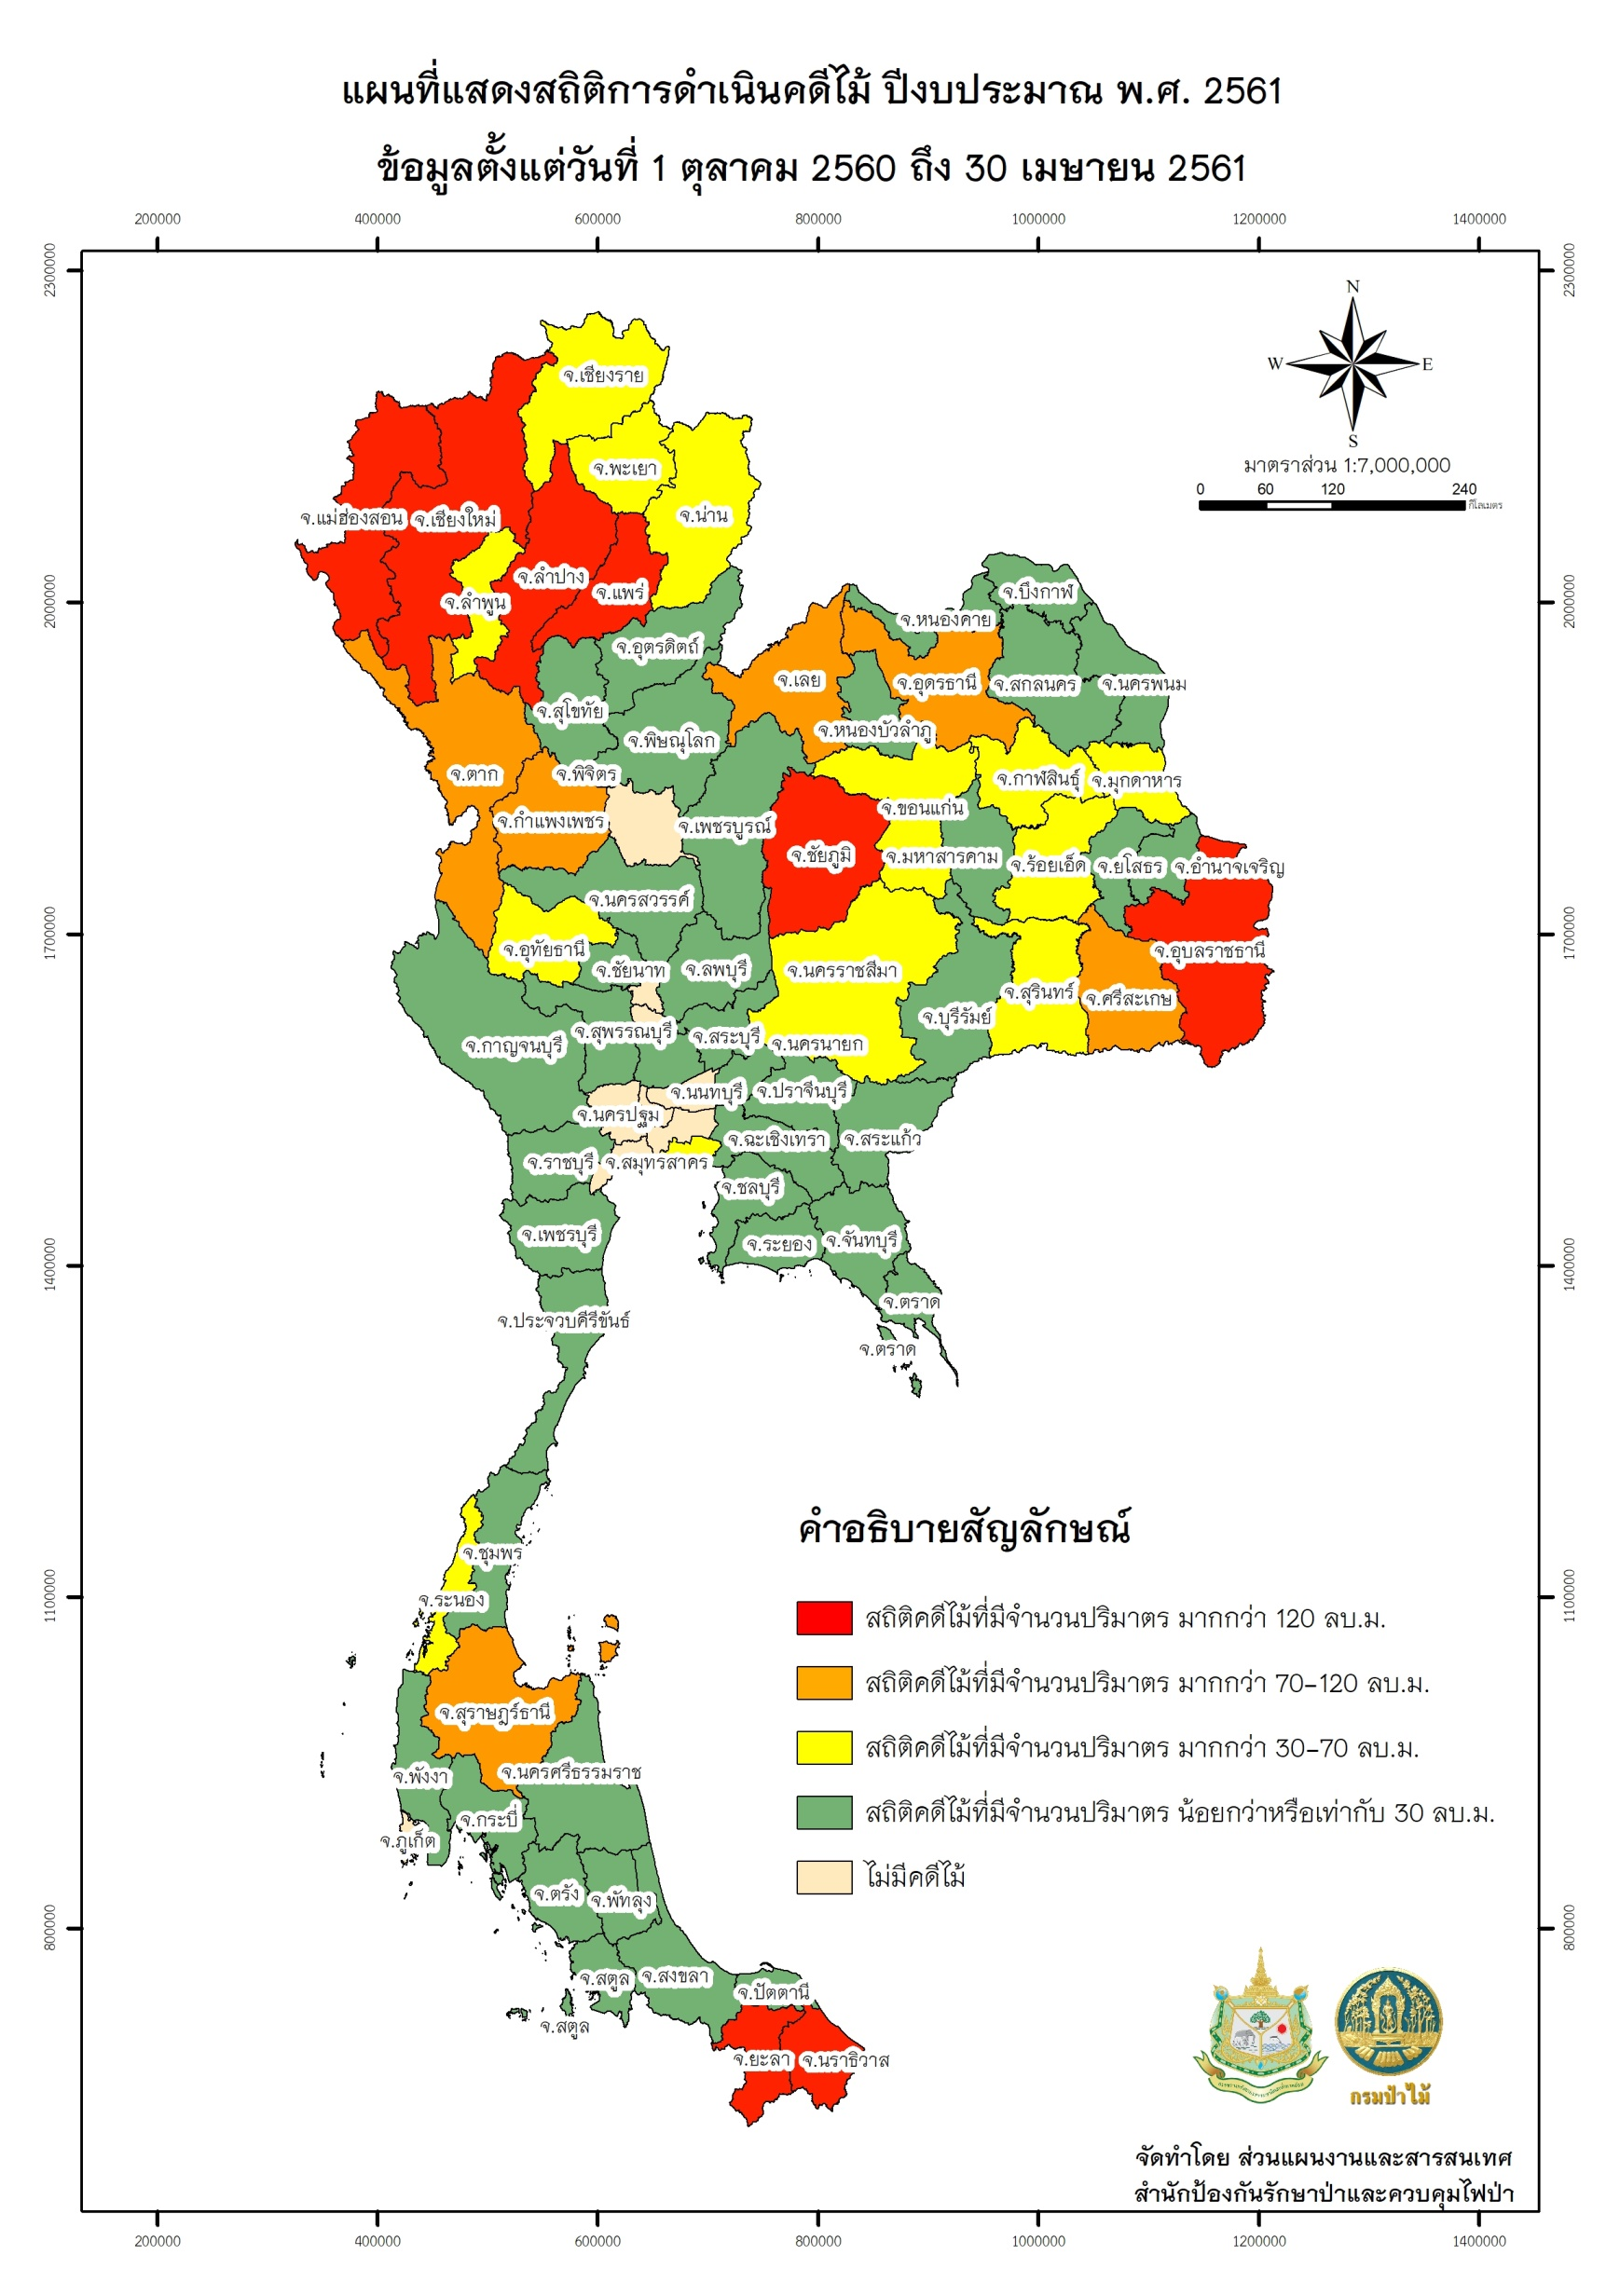 แผนที่แสดงสถิติการดำเนินคดีไม้ ปีงบประมาณ พ.ศ. 2561
ข้อมูลตั้งแต่วันที่ 1 ตุลาคม 2560 ถึง 30 เมษายน 2561
200000 400000 600000 800000 1000000 1200000 1400000
2300000 2300000
N
W E
S
มาตราส่วน 1:7,000,000
0 60 120 240
กิโลเมตร
จ.เชียงราย
จ.พะเยา
จ.น่าน
จ.แม่ฮ่องสอน จ.เชียงใหม่
จ.ลำปาง
จ.แพร่
จ.ลำพูน
2000000 2000000
จ.บึงกาฬ
จ.หนองคาย
จ.อุตรดิตถ์
จ.เลย
จ.อุดรธานี
จ.สกลนคร
จ.นครพนม
จ.สุโขทัย
จ.พิษณุโลก
จ.หนองบัวลำภู
จ.ตาก
จ.พิจิตร
จ.กาฬสินธุ์
จ.มุกดาหาร
จ.กำแพงเพชร
จ.เพชรบูรณ์
จ.ขอนแก่น
จ.ชัยภูมิ
จ.มหาสารคาม
จ.ร้อยเอ็ด
จ.ยโสธร
จ.อำนาจเจริญ
จ.นครสวรรค์
1700000 1700000
จ.อุทัยธานี
จ.ชัยนาท
จ.ลพบุรี
จ.นครราชสีมา
จ.อุบลราชธานี
จ.สุรินทร์
จ.ศรีสะเกษ
จ.บุรีรัมย์
จ.กาญจนบุรี
จ.สุพรรณบุรี
จ.สระบุรี
จ.นครนายก
จ.นนทบุรี
จ.ปราจีนบุรี
จ.นครปฐม
จ.ฉะเชิงเทรา
จ.สระแก้ว
จ.ราชบุรี
จ.สมุทรสาคร
จ.ชลบุรี
จ.เพชรบุรี
จ.ระยอง
จ.จันทบุรี
1400000 1400000
จ.ตราด
จ.ประจวบคีรีขันธ์
จ.ตราด
คำอธิบายสัญลักษณ์
จ.ชุมพร
จ.ระนอง
1100000 1100000
สถิติคดีไม้ที่มีจำนวนปริมาตร มากกว่า 120 ลบ.ม.
สถิติคดีไม้ที่มีจำนวนปริมาตร มากกว่า 70-120 ลบ.ม.
สถิติคดีไม้ที่มีจำนวนปริมาตร มากกว่า 30-70 ลบ.ม.
สถิติคดีไม้ที่มีจำนวนปริมาตร น้อยกว่าหรือเท่ากับ 30 ลบ.ม.
ไม่มีคดีไม้
จ.สุราษฎร์ธานี
จ.นครศรีธรรมราช
จ.พังงา
จ.กระบี่
จ.ภูเก็ต
จ.ตรัง
จ.พัทลุง
800000 800000
จ.สตูล
จ.สงขลา
จ.ปัตตานี
จ.สตูล
จ.ยะลา
จ.นราธิวาส
กรมป่าไม้
จัดทำโดย ส่วนแผนงานและสารสนเทศ
สำนักป้องกันรักษาป่าและควบคุมไฟป่า
200000 400000 600000 800000 1000000 1200000 1400000